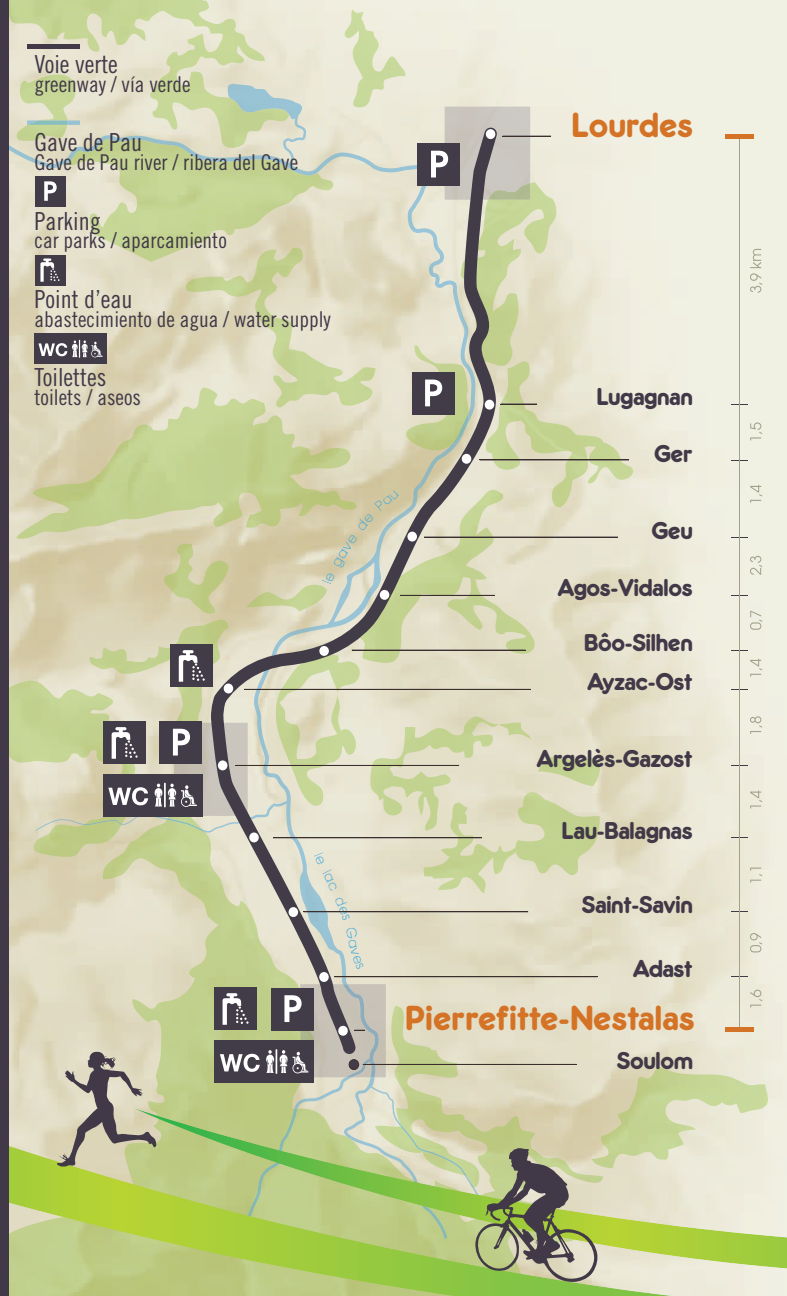 Voie verte
greenway / vía verde
Gave de Pau
Gave de Pau river / ribera del Gave
P
Parking
car parks / aparcamiento
Point d'eau
abastecimiento de agua / water supply
WC
Toilettes
toilets / aseos
Lourdes
P
3,9 km
P
Lugagnan
1,5
Ger
1,4
le gave de Pau
Geu
2,3
Agos-Vidalos
0,7
Bôo-Silhen
1,4
Ayzac-Ost
1,8
P
WC
Argelès-Gazost
1,4
Lau-Balagnas
1,1
le lac des Gaves
Saint-Savin
0,9
Adast
1,6
P
WC
Pierrefitte-Nestalas
Soulom